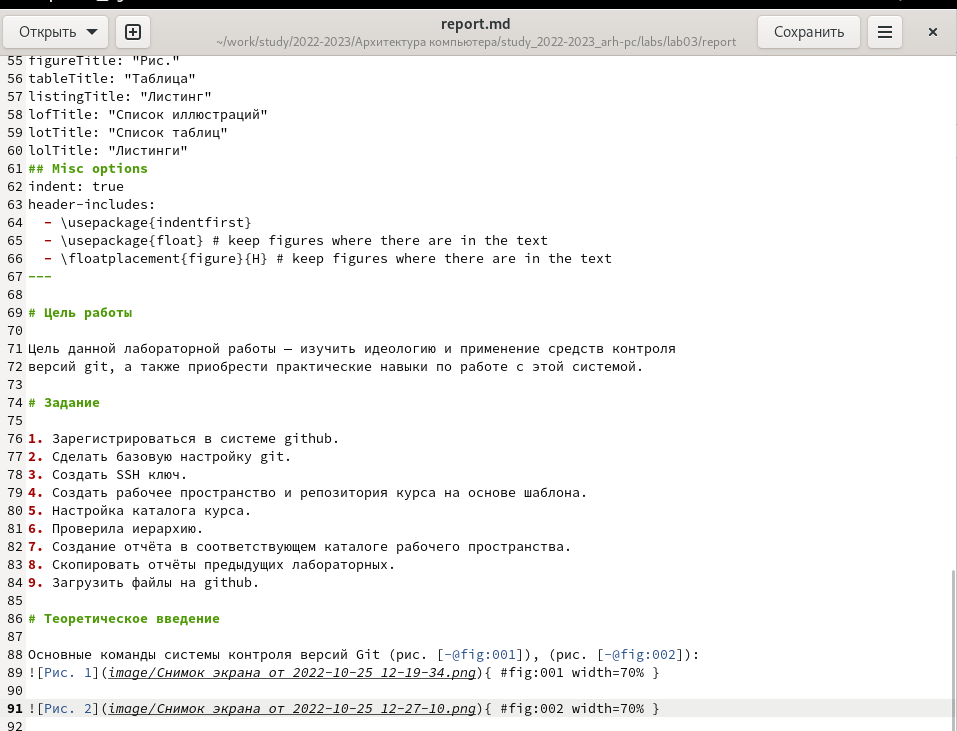 Открыть
report.md
~/work/study/2022-2023/Архитектура компьютера/study_2022-2023_arh-pc/labs/lab03/report
Сохранить
55 figureTitle: "Рис."
56 tableTitle: "Таблица"
57 listingTitle: "Листинг"
58 lofTitle: "Список иллюстраций"
59 lotTitle: "Список таблиц"
60 lolTitle: "Листинги"
61 ## Misc options
62 indent: true
63 header-includes:
64   - \usepackage{indentfirst}
65   - \usepackage{float} # keep figures where there are in the text
66   - \floatplacement{figure}{H} # keep figures where there are in the text
67 ---
68
69 # Цель работы
70
71 Цель данной лабораторной работы — изучить идеологию и применение средств контроля
72 версий git, а также приобрести практические навыки по работе с этой системой.
73
74 # Задание
75
76 1. Зарегистрироваться в системе github.
77 2. Сделать базовую настройку git.
78 3. Создать SSH ключ.
79 4. Создать рабочее пространство и репозитория курса на основе шаблона.
80 5. Настройка каталога курса.
81 6. Проверила иерархию.
82 7. Создание отчёта в соответствующем каталоге рабочего пространства.
83 8. Скопировать отчёты предыдущих лабораторных.
84 9. Загрузить файлы на github.
85
86 # Теоретическое введение
87
88 Основные команды системы контроля версий Git (рис. [-@fig:001]), (рис. [-@fig:002]):
89 ![Рис. 1](image/Снимок экрана от 2022-10-25 12-19-34.png){ #fig:001 width=70% }
90
91 ![Рис. 2](image/Снимок экрана от 2022-10-25 12-27-10.png){ #fig:002 width=70% }
92